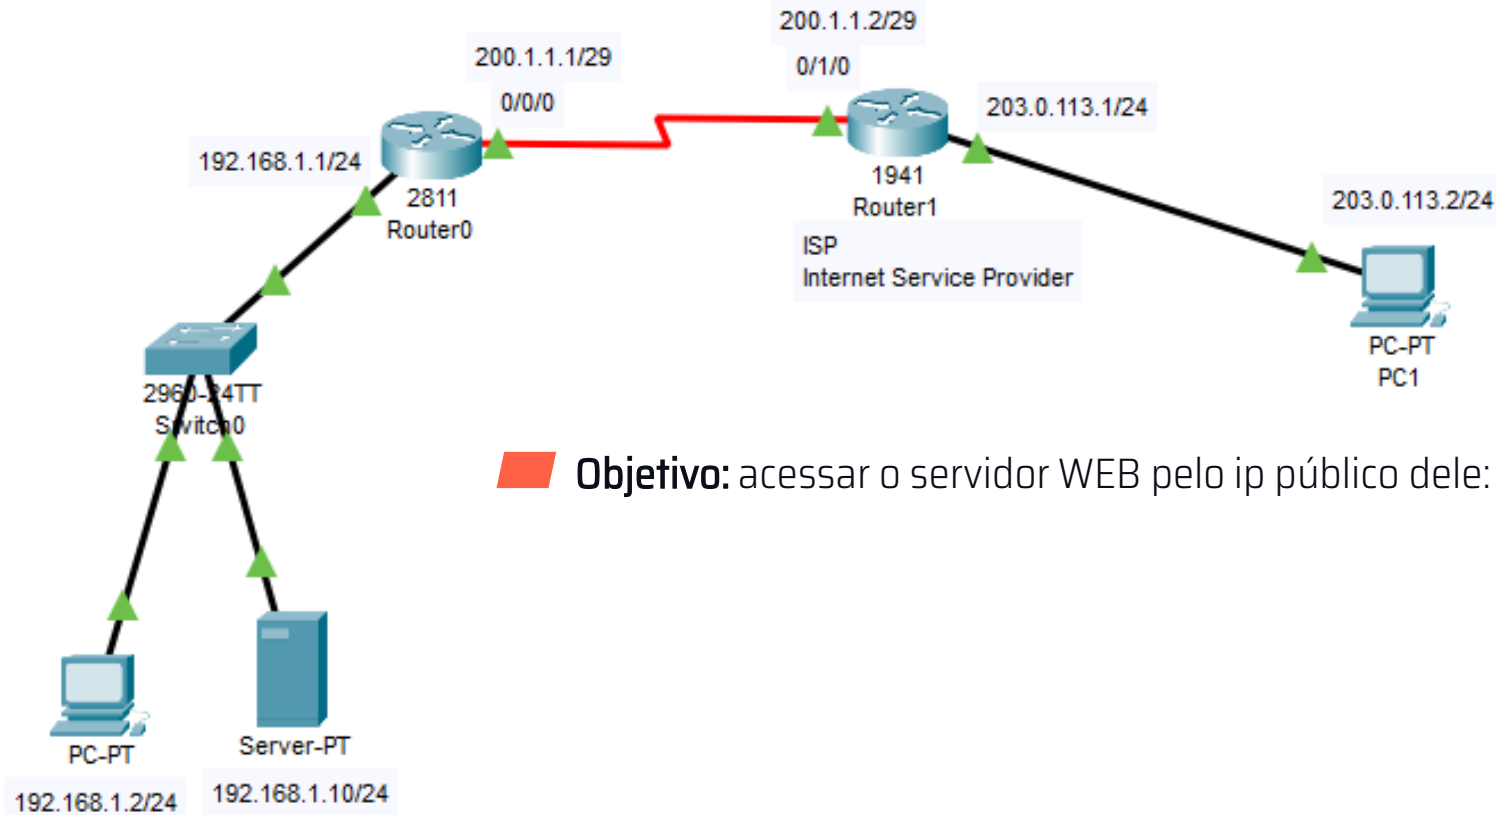 200.1.1.2/29
0/1/0
200.1.1.1/29
0/0/0
203.0.113.1/24
192.168.1.1/24
2811
Router0
1941
Router1
203.0.113.2/24
ISP
Internet Service Provider
PC-PT
PC1
2960-24TT
Switch0
Objetivo: acessar o servidor WEB pelo ip público dele:
PC-PT
Server-PT
192.168.1.2/24
192.168.1.10/24